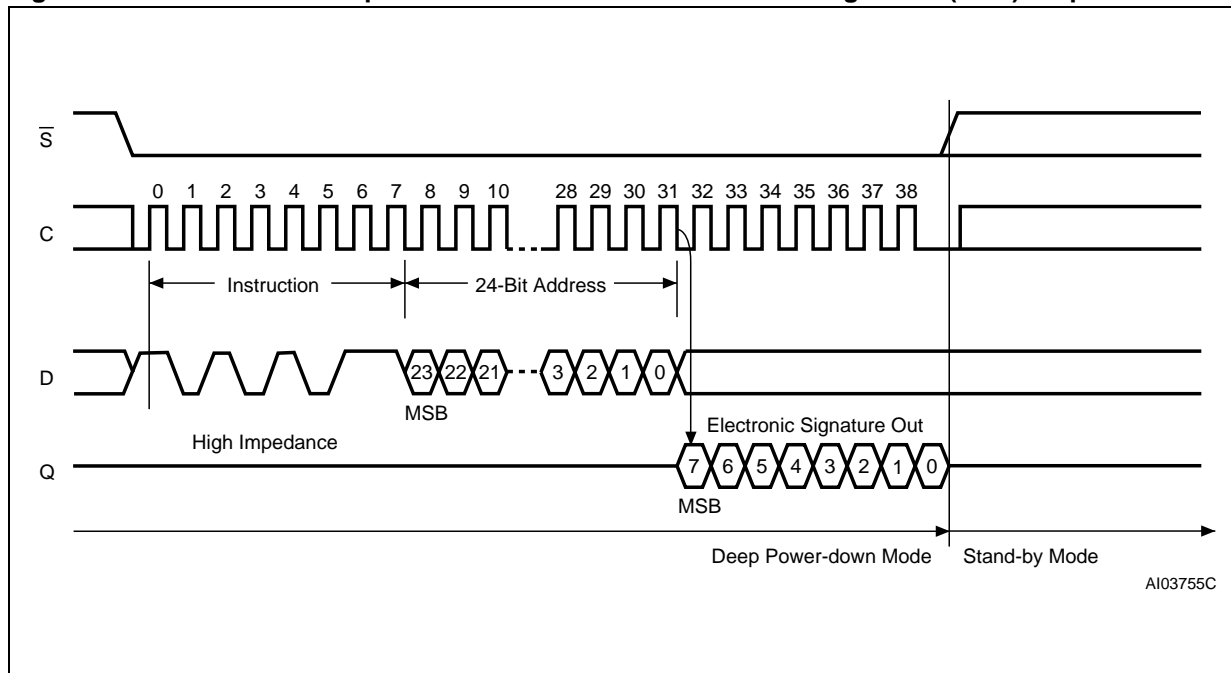 S
0 1 2 3 4 5 6 7 8 9 10 28 29 30 31 32 33 34 35 36 37 38
C
Instruction 24-Bit Address
D
23 22 21 3 2 1 0
MSB
Electronic Signature Out
High Impedance
Q
7 6 5 4 3 2 1 0
MSB
Deep Power-down Mode Stand-by Mode
AI03755C